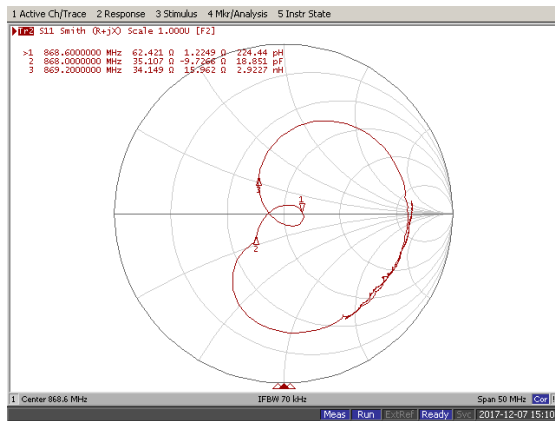 1 Active Ch/Trace 2 Response 3 Stimulus 4 Mkr/Analysis 5 Instr State
Tr2 S11 Smith (R+jX) Scale 1.000U [F2]
>1 868.6000000 MHz 62.421 Ω 1.2249 Ω 224.44 pH
2 868.0000000 MHz 35.107 Ω -9.7266 Ω 18.851 pF
3 869.2000000 MHz 34.149 Ω 15.962 Ω 2.9227 nH
3
1
2
1 Center 868.6 MHz IFBW 70 kHz Span 50 MHz Cor !
Meas Run ExtRef Ready Svc 2017-12-07 15:10